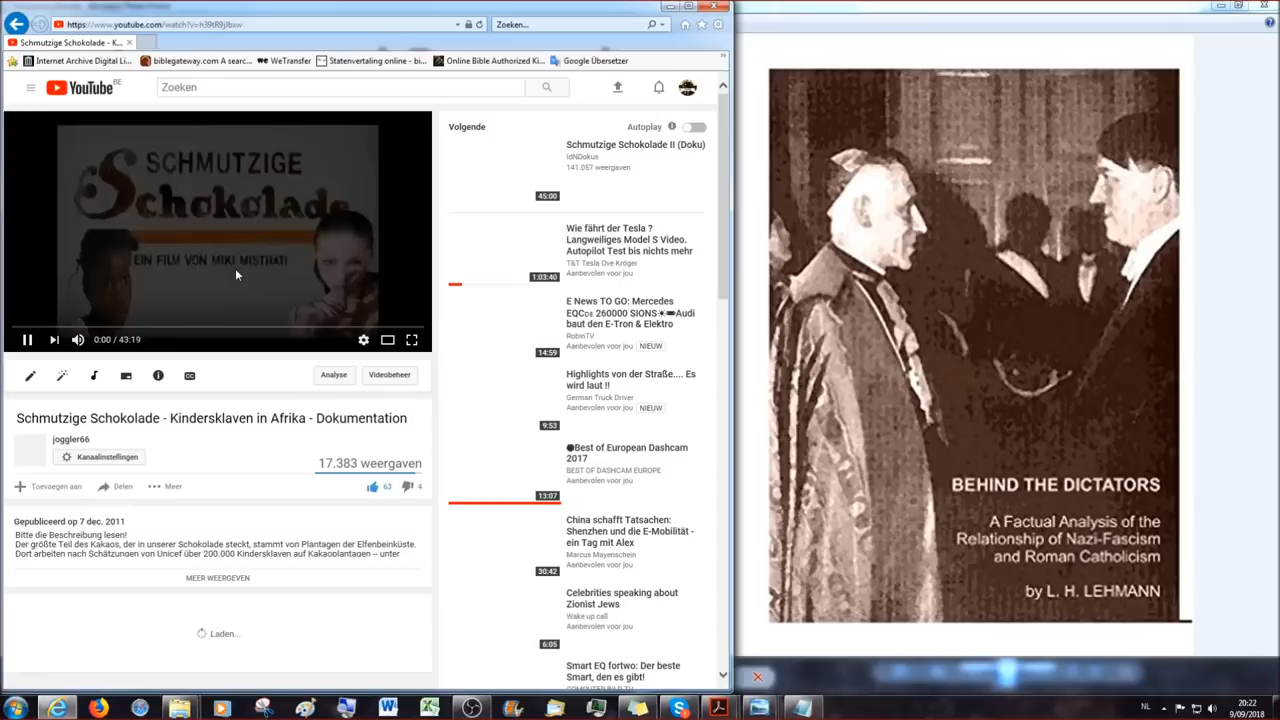 https://www.youtube.com/watch?v=h39tR9jJbxw
Zoeken...
Schmutzige Schokolade - K...
Internet Archive Digital Li...
biblegateway.com A searc...
WeTransfer
Statenvertaling online - bi...
Online Bible Authorized Ki...
Google Übersetzer
YouTube BE
Zoeken
SCHMUTZIGE
Schokolade
EIN FILM VON MIKI MISTRATI
0:00 / 43:19
Analyse
Videobeheer
Schmutzige Schokolade - Kindersklaven in Afrika - Dokumentation
joggler66
Kanaalinstellingen
17.383 weergaven
Toevoegen aan
Delen
Meer
63
4
Gepubliceerd op 7 dec. 2011
Bitte die Beschreibung lesen!
Der größte Teil des Kakaos, der in unserer Schokolade steckt, stammt von Plantagen der Elfenbeinküste.
Dort arbeiten nach Schätzungen von Unicef über 200.000 Kindersklaven auf Kakaoplantagen -- unter
MEER WEERGEVEN
Laden...
Volgende
Autoplay
Schmutzige Schokolade II (Doku)
IdNDokus
141.057 weergaven
45:00
Wie fährt der Tesla ?
Langweiliges Model S Video.
Autopilot Test bis nichts mehr
T&T Tesla Ove Kröger
Aanbevolen voor jou
1:03:40
E News TO GO: Mercedes
EQC 260000 SIONS Audi
baut den E-Tron & Elektro
RobinTV
Aanbevolen voor jou NIEUW
14:59
Highlights von der Straße.... Es
wird laut !!
German Truck Driver
Aanbevolen voor jou NIEUW
9:53
Best of European Dashcam
2017
BEST OF DASHCAM EUROPE
Aanbevolen voor jou
13:07
China schafft Tatsachen:
Shenzhen und die E-Mobilität -
ein Tag mit Alex
Marcus Mayenschein
Aanbevolen voor jou
30:42
Celebrities speaking about
Zionist Jews
Wake up call
Aanbevolen voor jou
6:05
Smart EQ fortwo: Der beste
Smart, den es gibt!
BEHIND THE DICTATORS
A Factual Analysis of the
Relationship of Nazi-Fascism
and Roman Catholicism
by L. H. LEHMANN
NL
20:22
9/09/2018